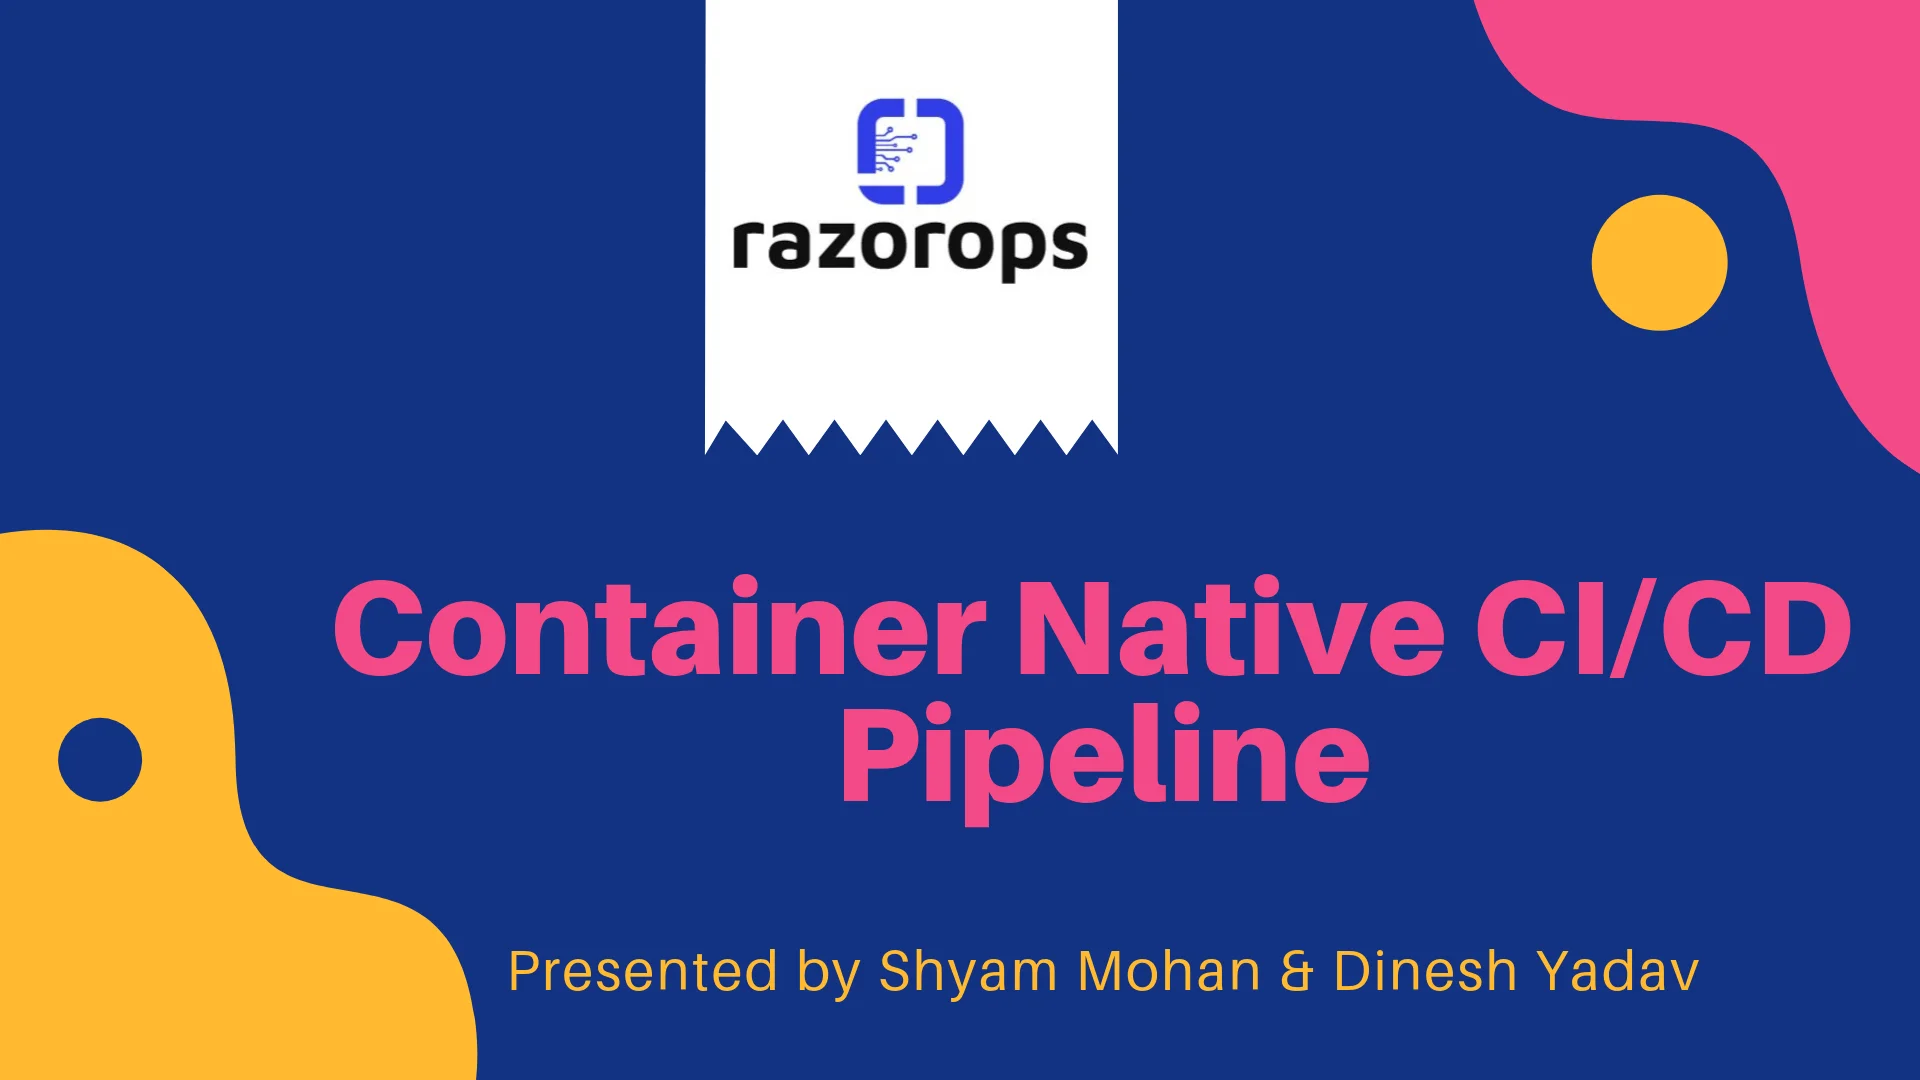 razorops
Container Native CI/CD
Pipeline
Presented by Shyam Mohan & Dinesh Yadav